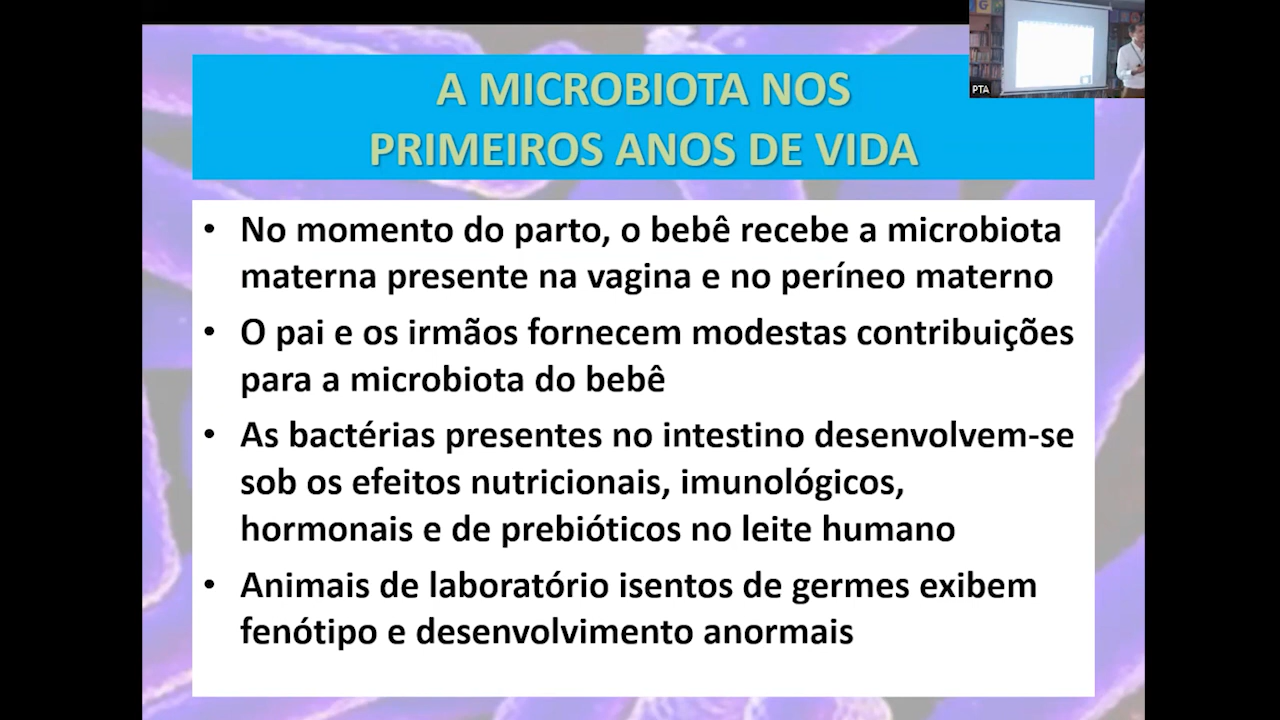 PTA
A MICROBIOTA NOS
PRIMEIROS ANOS DE VIDA
• No momento do parto, o bebê recebe a microbiota
materna presente na vagina e no períneo materno
• O pai e os irmãos fornecem modestas contribuições
para a microbiota do bebê
• As bactérias presentes no intestino desenvolvem-se
sob os efeitos nutricionais, imunológicos,
hormonais e de prebióticos no leite humano
• Animais de laboratório isentos de germes exibem
fenótipo e desenvolvimento anormais